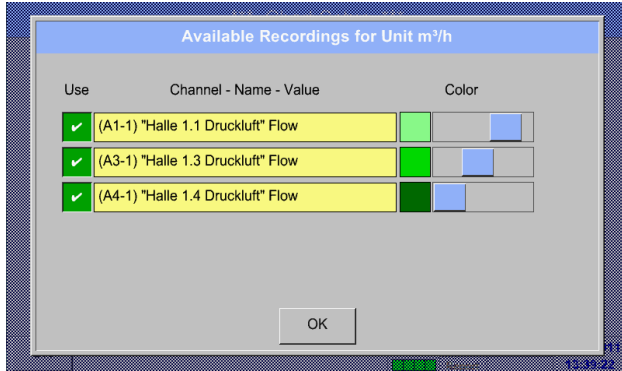 Available Recordings for Unit m³/h
Use Channel - Name - Value Color
(A1-1) "Halle 1.1 Druckluft" Flow
(A3-1) "Halle 1.3 Druckluft" Flow
(A4-1) "Halle 1.4 Druckluft" Flow
OK
13:39:22